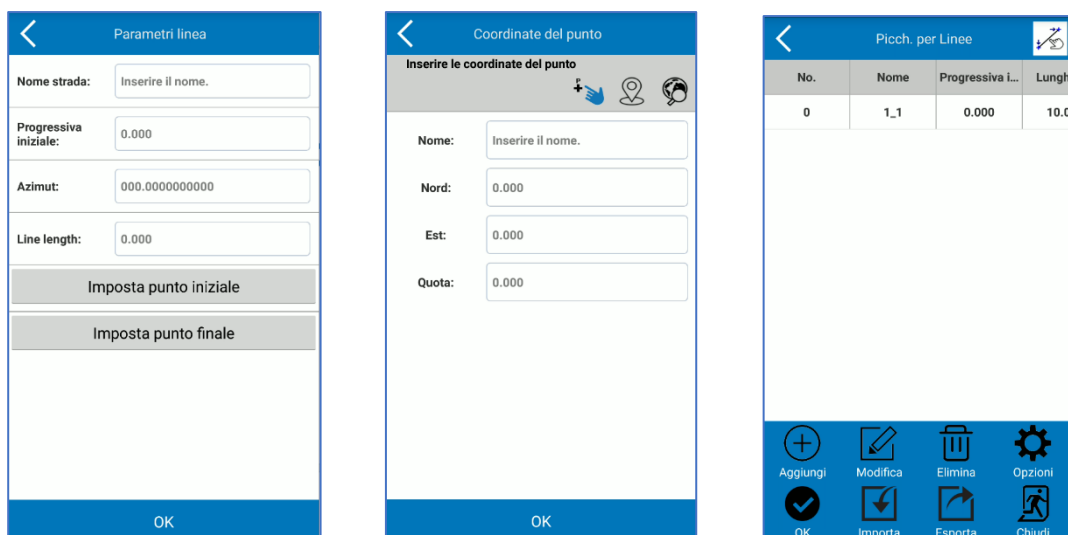 Parametri linea
Nome strada: Inserire il nome.
Progressiva
iniziale: 0.000
Azimut: 000.0000000000
Line length: 0.000
Imposta punto iniziale
Imposta punto finale
OK
Coordinate del punto
Inserire le coordinate del punto
Nome: Inserire il nome.
Nord: 0.000
Est: 0.000
Quota: 0.000
OK
Picch. per Linee
No. Nome Progressiva i... Lungh
0 1_1 0.000 10.0
Aggiungi Modifica Elimina Opzioni
OK Importa Esporta Chiudi